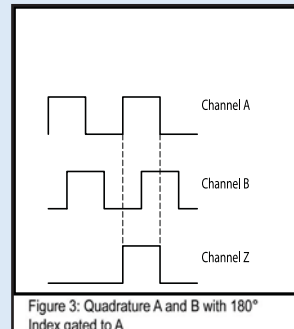 Channel A
Channel B
Channel Z
Figure 3: Quadrature A and B with 180°
Index gated to A